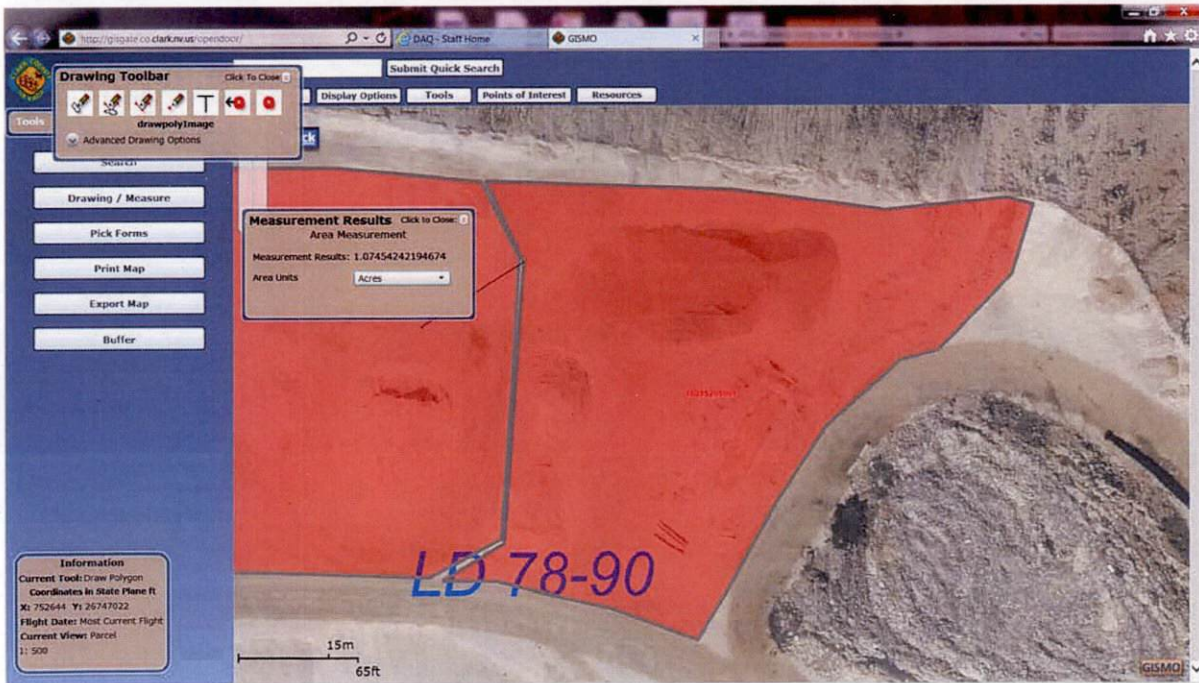 http://gisgate.co.clark.nv.us/opendoor/
DAQ - Staff Home
GISMO
Submit Quick Search
Drawing Toolbar
Click To Close
drawpolyImage
Advanced Drawing Options
Display Options
Tools
Points of Interest
Resources
Tools
Search
Drawing / Measure
Pick Forms
Print Map
Export Map
Buffer
Measurement Results
Click to Close:
Area Measurement
Measurement Results: 1.07454242194674
Area Units
Acres
LD 78-90
Information
Current Tool: Draw Polygon
Coordinates in State Plane ft
X: 752644 Y: 26747022
Flight Date: Most Current Flight
Current View: Parcel
1: 500
15m
65ft
GISMO